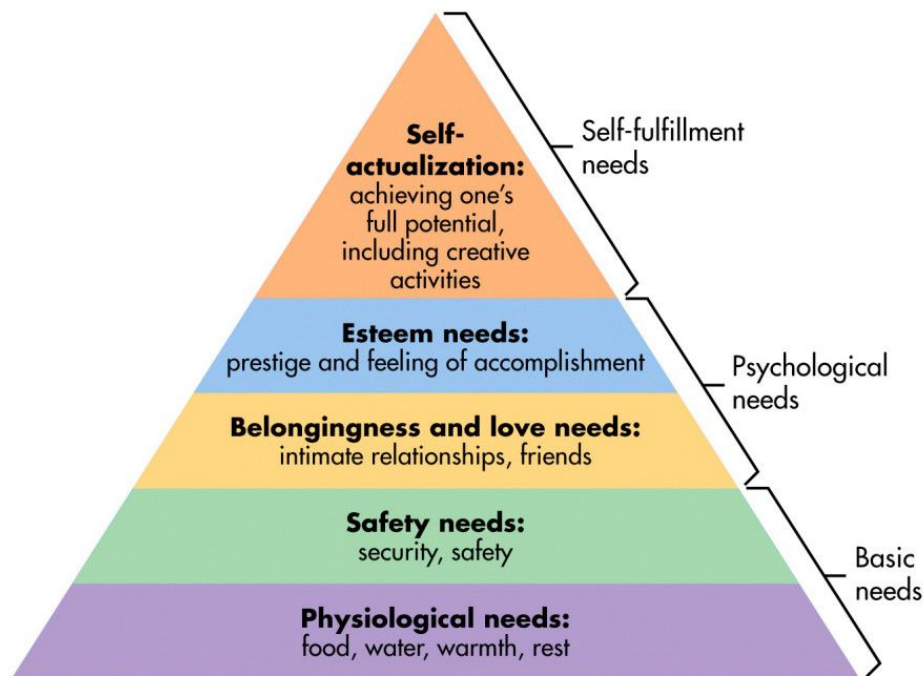 Self-
actualization:
achieving one's
full potential,
including creative
activities
Self-fulfillment
needs
Esteem needs:
prestige and feeling of accomplishment
Psychological
needs
Belongingness and love needs:
intimate relationships, friends
Safety needs:
security, safety
Basic
needs
Physiological needs:
food, water, warmth, rest